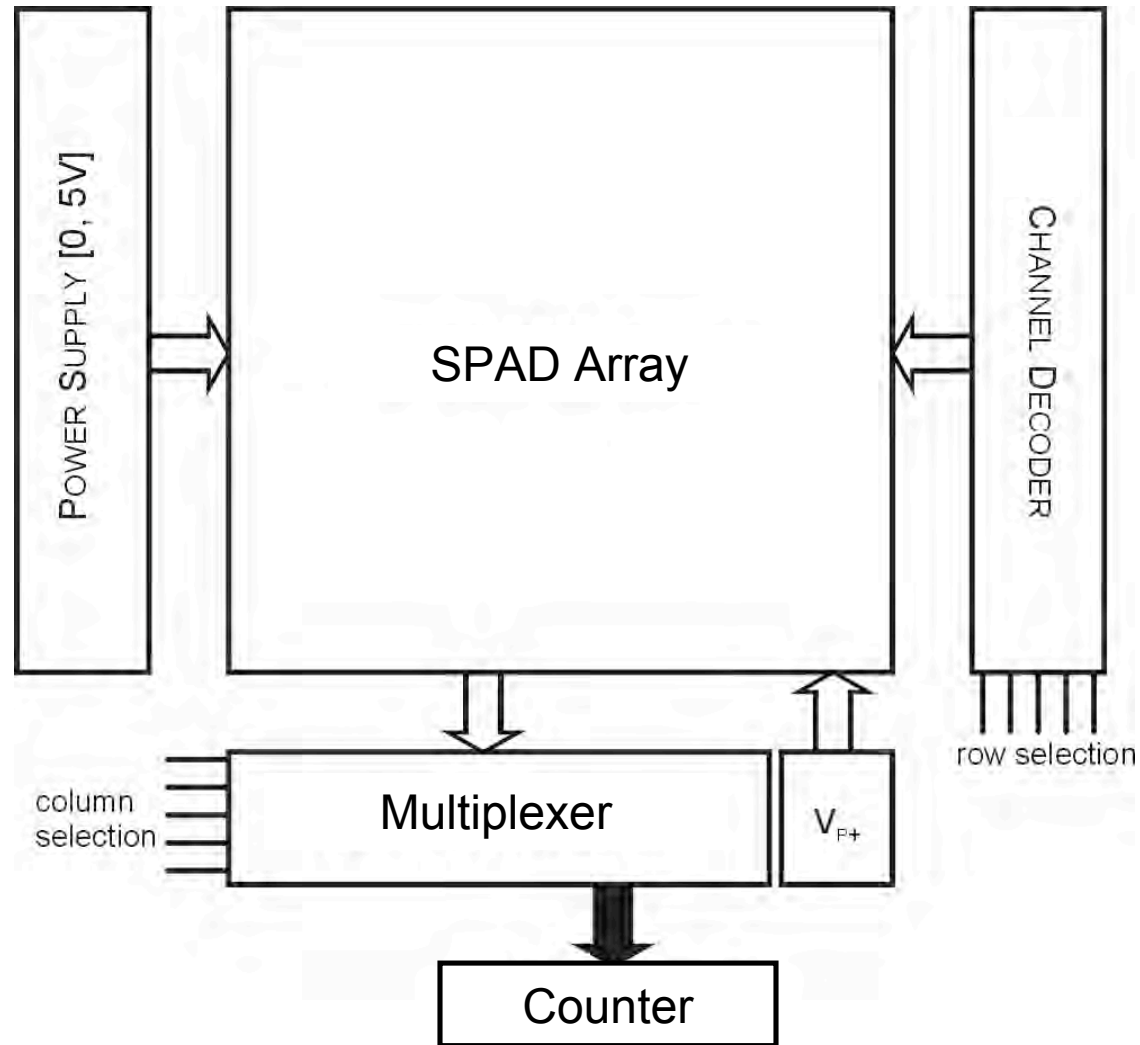 POWER SUPPLY [0, 5V]
SPAD Array
CHANNEL DECODER
row selection
column
selection
Multiplexer
VP+
Counter